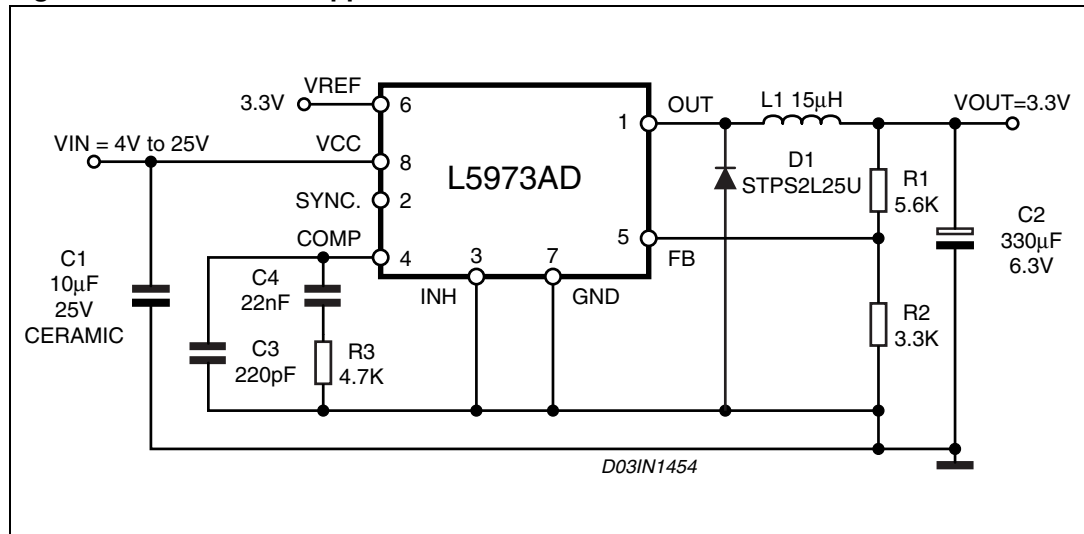 VREF
3.3V
6
VIN = 4V to 25V
VCC
8
SYNC.
2
COMP
4
L5973AD
3
7
INH
GND
1
OUT
L1 15µH
VOUT=3.3V
D1
STPS2L25U
R1
5.6K
5
FB
C2
330µF
6.3V
R2
3.3K
C1
10µF
25V
CERAMIC
C4
22nF
C3
220pF
R3
4.7K
D03IN1454